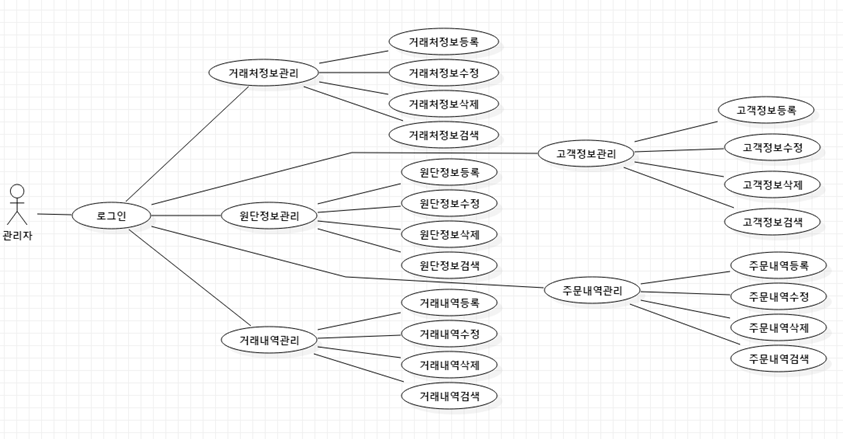 관리자
로그인
거래처정보관리
거래처정보등록
거래처정보수정
거래처정보삭제
거래처정보검색
원단정보관리
원단정보등록
원단정보수정
원단정보삭제
원단정보검색
거래내역관리
거래내역등록
거래내역수정
거래내역삭제
거래내역검색
고객정보관리
고객정보등록
고객정보수정
고객정보삭제
고객정보검색
주문내역관리
주문내역등록
주문내역수정
주문내역삭제
주문내역검색